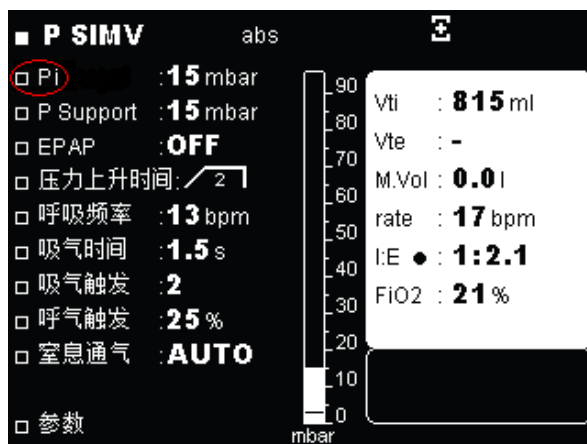 P SIMV abs
Pi :15 mbar
P Support :15 mbar
EPAP :OFF
压力上升时间: 2
呼吸频率 :13 bpm
吸气时间 :1.5 s
吸气触发 :2
呼气触发 :25 %
窒息通气 :AUTO
参数
90
80
70
60
50
40
30
20
10
0
mbar
Vti : 815 ml
Vte : -
M.Vol : 0.0 l
rate : 17 bpm
I:E ● : 1:2.1
FiO2 : 21 %